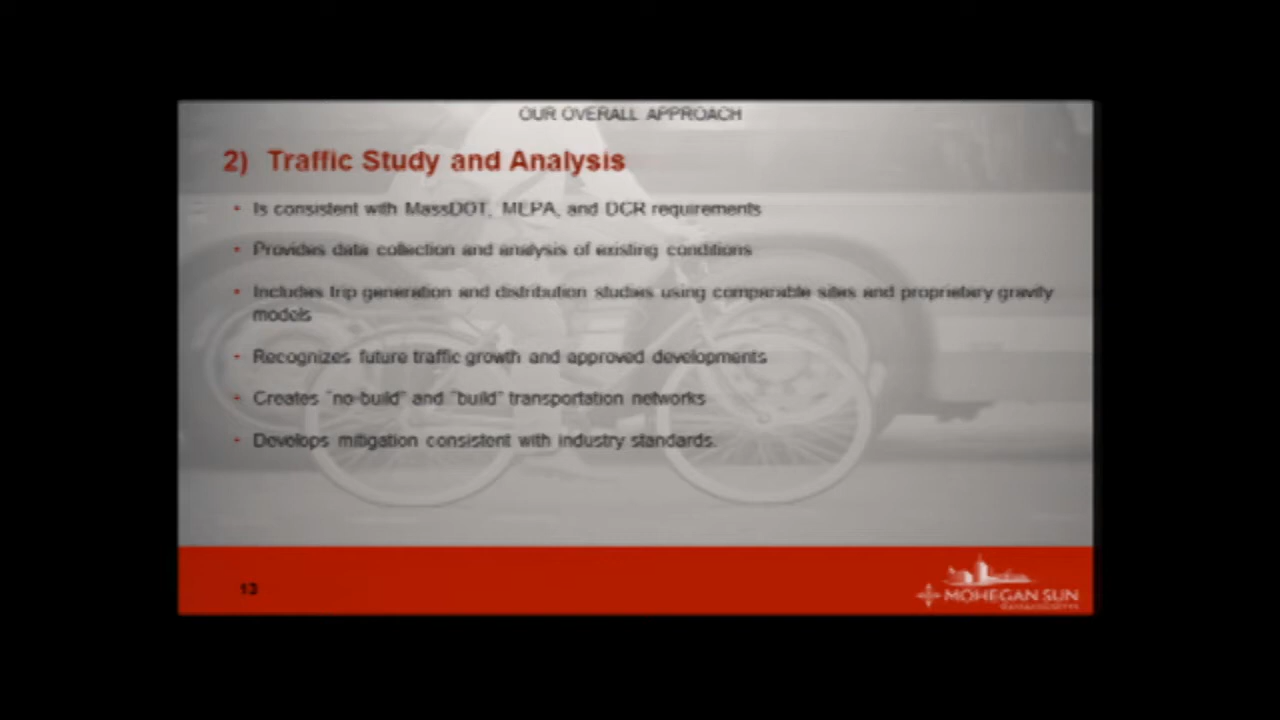 OUR OVERALL APPROACH
2) Traffic Study and Analysis
• Is consistent with MassDOT, MEPA, and DCR requirements
• Provides data collection and analysis of existing conditions
• Includes trip generation and distribution studies using comparable sites and proprietary gravity
models
• Recognizes future traffic growth and approved developments
• Creates "no-build" and "build" transportation networks
• Develops mitigation consistent with industry standards.
13
MOHEGAN SUN